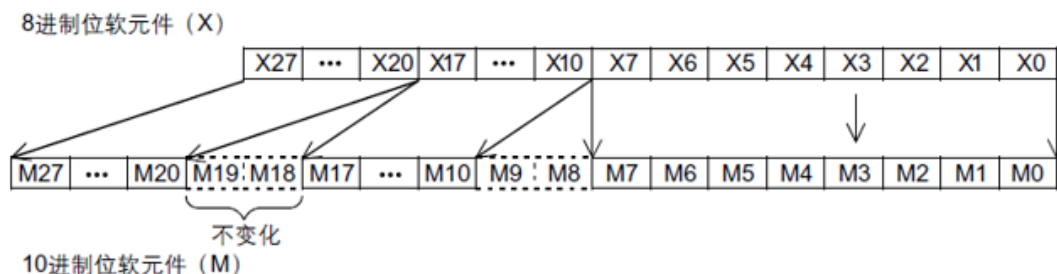 8进制位软元件（X）
X27 ··· X20 X17 ··· X10 X7 X6 X5 X4 X3 X2 X1 X0
M27 ··· M20 M19 M18 M17 ··· M10 M9 M8 M7 M6 M5 M4 M3 M2 M1 M0
不变化
10进制位软元件（M）